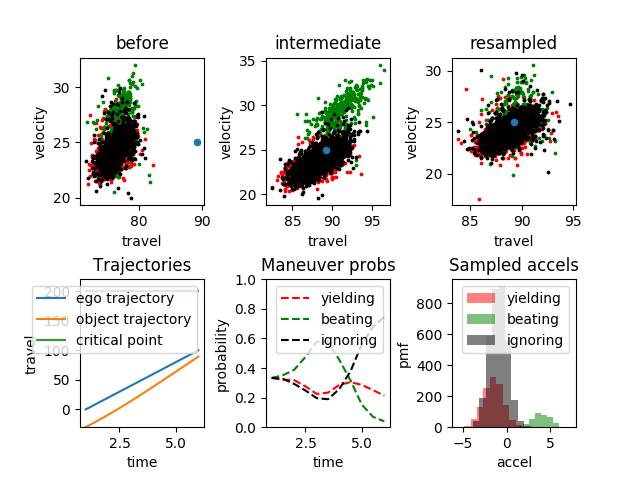 before
intermediate
resampled
velocity
30
25
20
80
90
travel
velocity
35
30
25
20
85
90
95
travel
velocity
30
25
20
85
90
95
travel
Trajectories
Maneuver probs
Sampled accels
travel
200
150
100
50
0
ego trajectory
object trajectory
critical point
2.5
5.0
time
probability
1.0
0.8
0.6
0.4
0.2
0.0
yielding
beating
ignoring
2.5
5.0
time
pmf
800
600
400
200
0
yielding
beating
ignoring
−5
0
5
accel